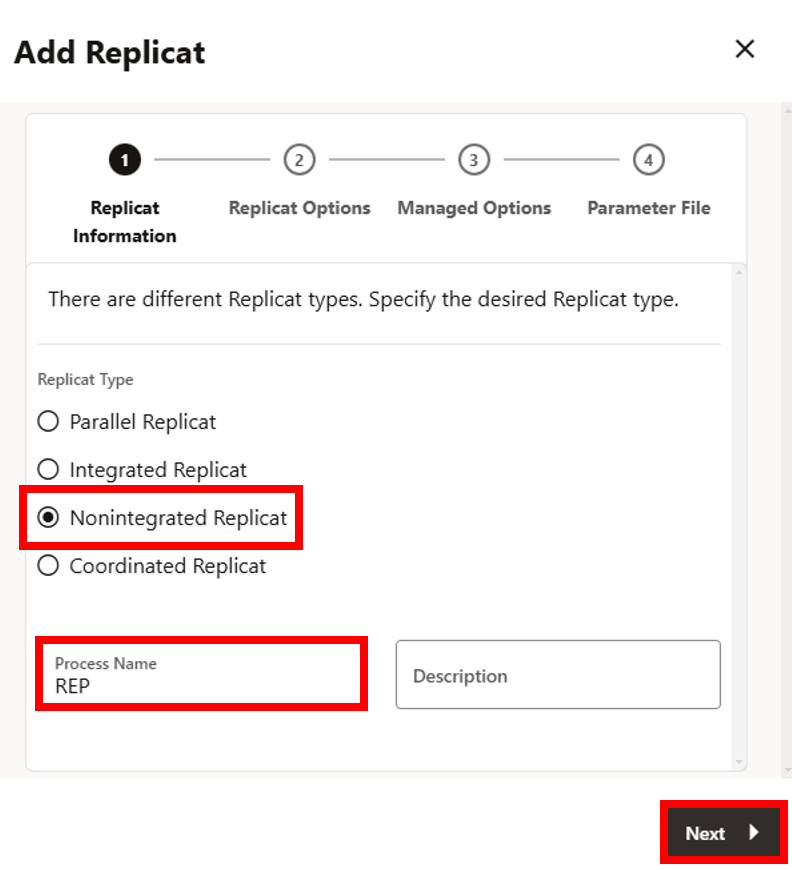 Add Replicat
1
2
3
4
Replicat
Information
Replicat Options
Managed Options
Parameter File
There are different Replicat types. Specify the desired Replicat type.
Replicat Type
Parallel Replicat
Integrated Replicat
Nonintegrated Replicat
Coordinated Replicat
Process Name
REP
Description
Next